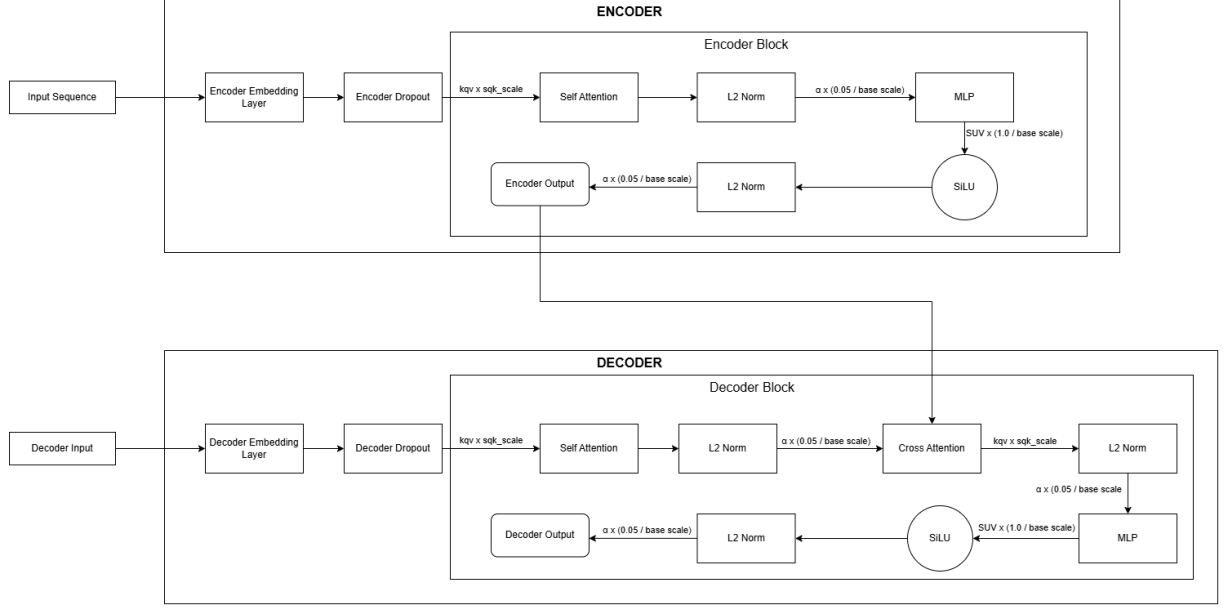 ENCODER
Encoder Block
Input Sequence
Encoder Embedding
Layer
Encoder Dropout
kqv x sqk_scale
Self Attention
L2 Norm
α x (0.05 / base scale)
MLP
SUV x (1.0 / base scale)
Encoder Output
α x (0.05 / base scale)
L2 Norm
SiLU
DECODER
Decoder Block
Decoder Input
Decoder Embedding
Layer
Decoder Dropout
kqv x sqk_scale
Self Attention
L2 Norm
α x (0.05 / base scale)
Cross Attention
kqv x sqk_scale
L2 Norm
α x (0.05 / base scale
Decoder Output
α x (0.05 / base scale)
L2 Norm
SiLU
SUV x (1.0 / base scale)
MLP